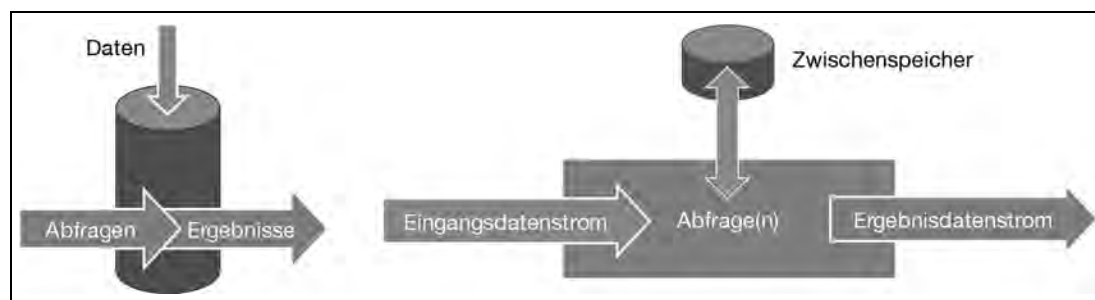 Daten
Zwischenspeicher
Abfragen
Ergebnisse
Eingangsdatenstrom
Abfrage(n)
Ergebnisdatenstrom